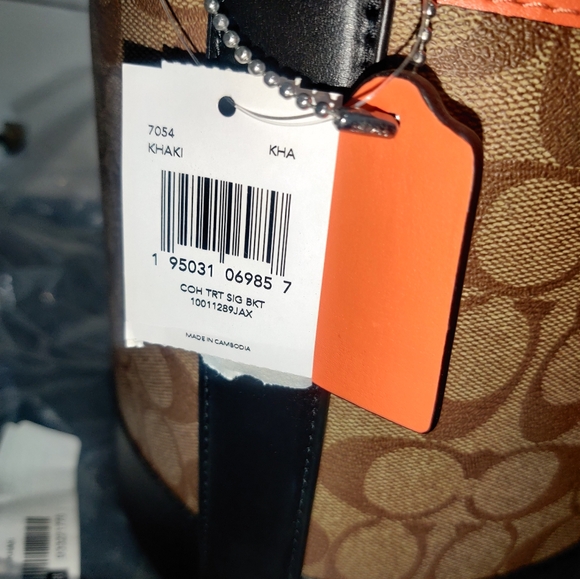 7054
KHAKI KHA
1 95031 06985 7
COH TRT SIG BKT
10011289JAX
MADE IN CAMBODIA